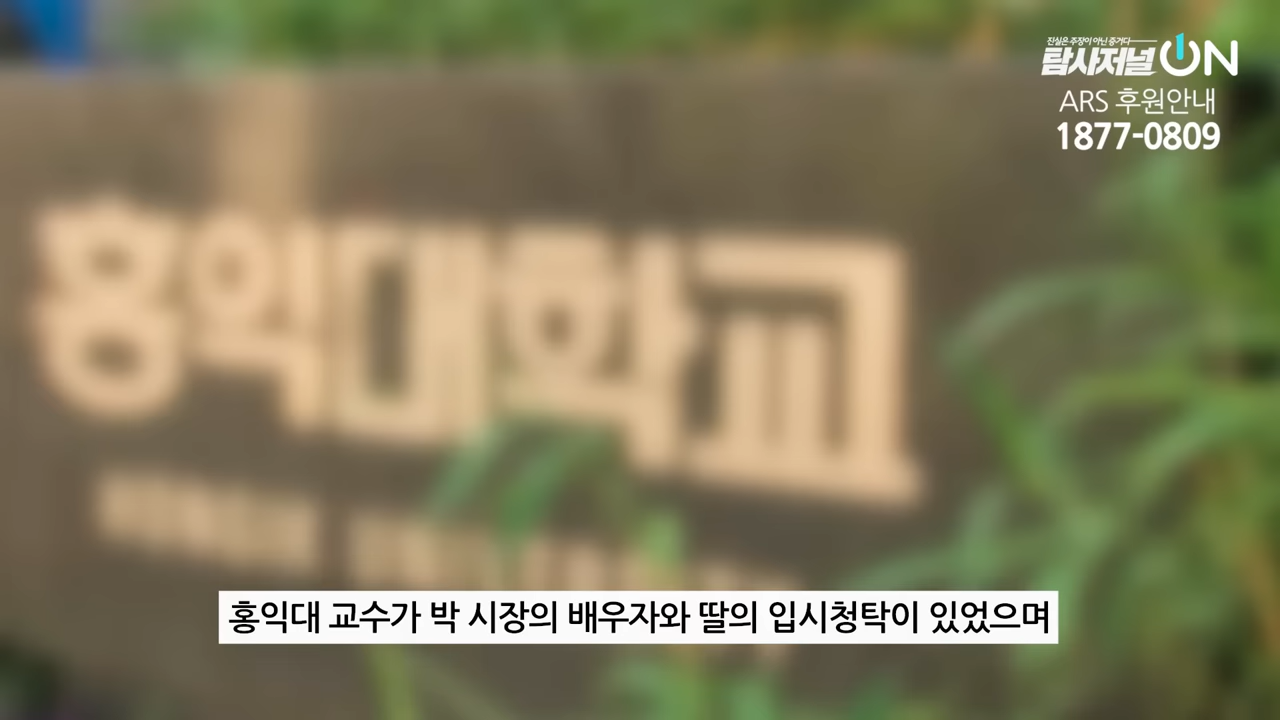 진실은 주장이 아닌 증거다
탐사저널 ON
ARS 후원안내
1877-0809
홍익대학교
홍익대 교수가 박 시장의 배우자와 딸의 입시청탁이 있었으며